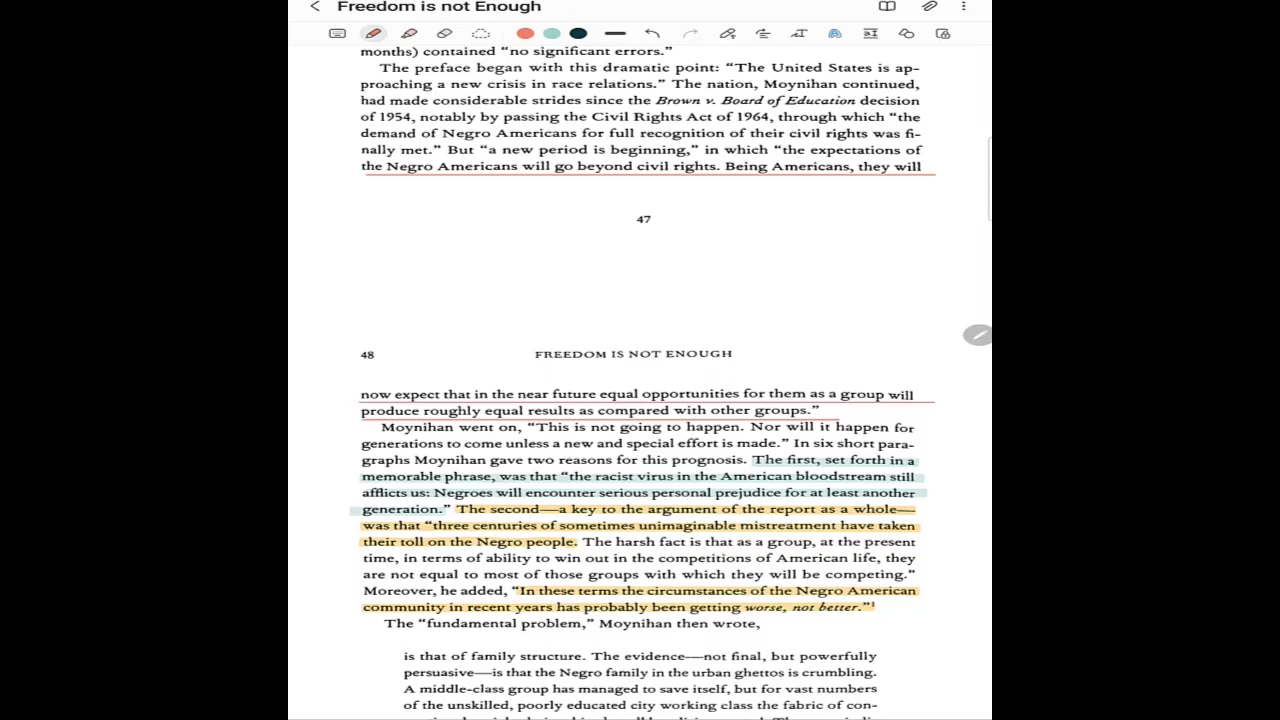 Freedom is not Enough
months) contained “no significant errors.”
The preface began with this dramatic point: “The United States is ap-
proaching a new crisis in race relations.” The nation, Moynihan continued,
had made considerable strides since the Brown v. Board of Education decision
of 1954, notably by passing the Civil Rights Act of 1964, through which “the
demand of Negro Americans for full recognition of their civil rights was fi-
nally met.” But “a new period is beginning,” in which “the expectations of
the Negro Americans will go beyond civil rights. Being Americans, they will
47
48 FREEDOM IS NOT ENOUGH
now expect that in the near future equal opportunities for them as a group will
produce roughly equal results as compared with other groups.”
Moynihan went on, “This is not going to happen. Nor will it happen for
generations to come unless a new and special effort is made.” In six short para-
graphs Moynihan gave two reasons for this prognosis. The first, set forth in a
memorable phrase, was that “the racist virus in the American bloodstream still
afflicts us: Negroes will encounter serious personal prejudice for at least another
generation.” The second—a key to the argument of the report as a whole—
was that “three centuries of sometimes unimaginable mistreatment have taken
their toll on the Negro people. The harsh fact is that as a group, at the present
time, in terms of ability to win out in the competitions of American life, they
are not equal to most of those groups with which they will be competing.”
Moreover, he added, “In these terms the circumstances of the Negro American
community in recent years has probably been getting worse, not better.”1
The “fundamental problem,” Moynihan then wrote,
is that of family structure. The evidence—not final, but powerfully
persuasive—is that the Negro family in the urban ghettos is crumbling.
A middle-class group has managed to save itself, but for vast numbers
of the unskilled, poorly educated city working class the fabric of con-